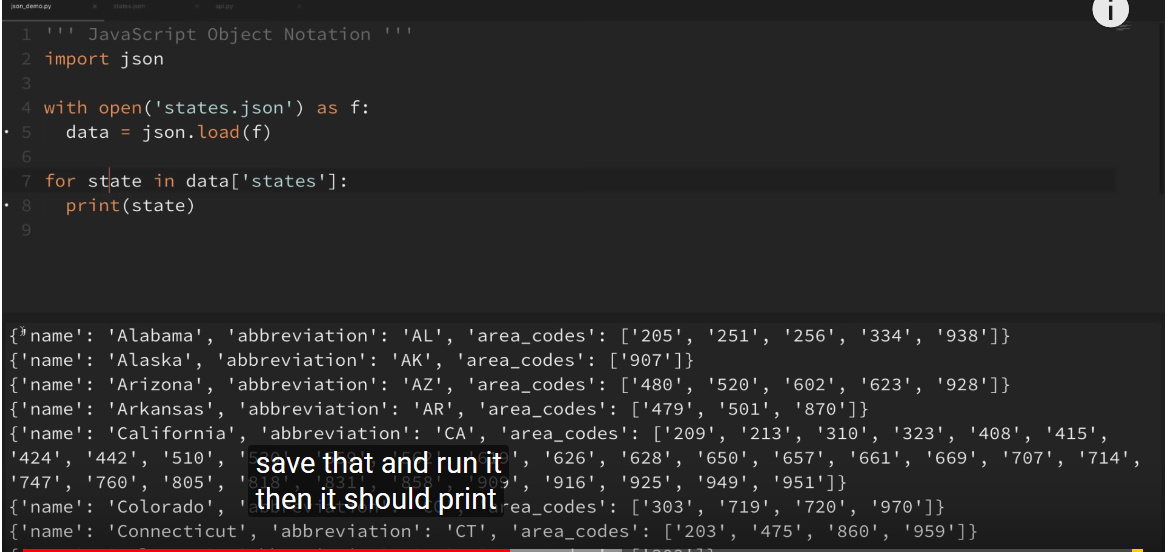 json_demo.py states.json api.py
i
1 ''' JavaScript Object Notation '''
2 import json
3
4 with open('states.json') as f:
5 data = json.load(f)
6
7 for state in data['states']:
8 print(state)
9
{'name': 'Alabama', 'abbreviation': 'AL', 'area_codes': ['205', '251', '256', '334', '938']}
{'name': 'Alaska', 'abbreviation': 'AK', 'area_codes': ['907']}
{'name': 'Arizona', 'abbreviation': 'AZ', 'area_codes': ['480', '520', '602', '623', '928']}
{'name': 'Arkansas', 'abbreviation': 'AR', 'area_codes': ['479', '501', '870']}
{'name': 'California', 'abbreviation': 'CA', 'area_codes': ['209', '213', '310', '323', '408', '415',
'424', '442', '510', '626', '628', '650', '657', '661', '669', '707', '714',
'747', '760', '805', '818', '831', '858', '909', '916', '925', '949', '951']}
{'name': 'Colorado', 'area_codes': ['303', '719', '720', '970']}
{'name': 'Connecticut', 'abbreviation': 'CT', 'area_codes': ['203', '475', '860', '959']}
save that and run it
then it should print